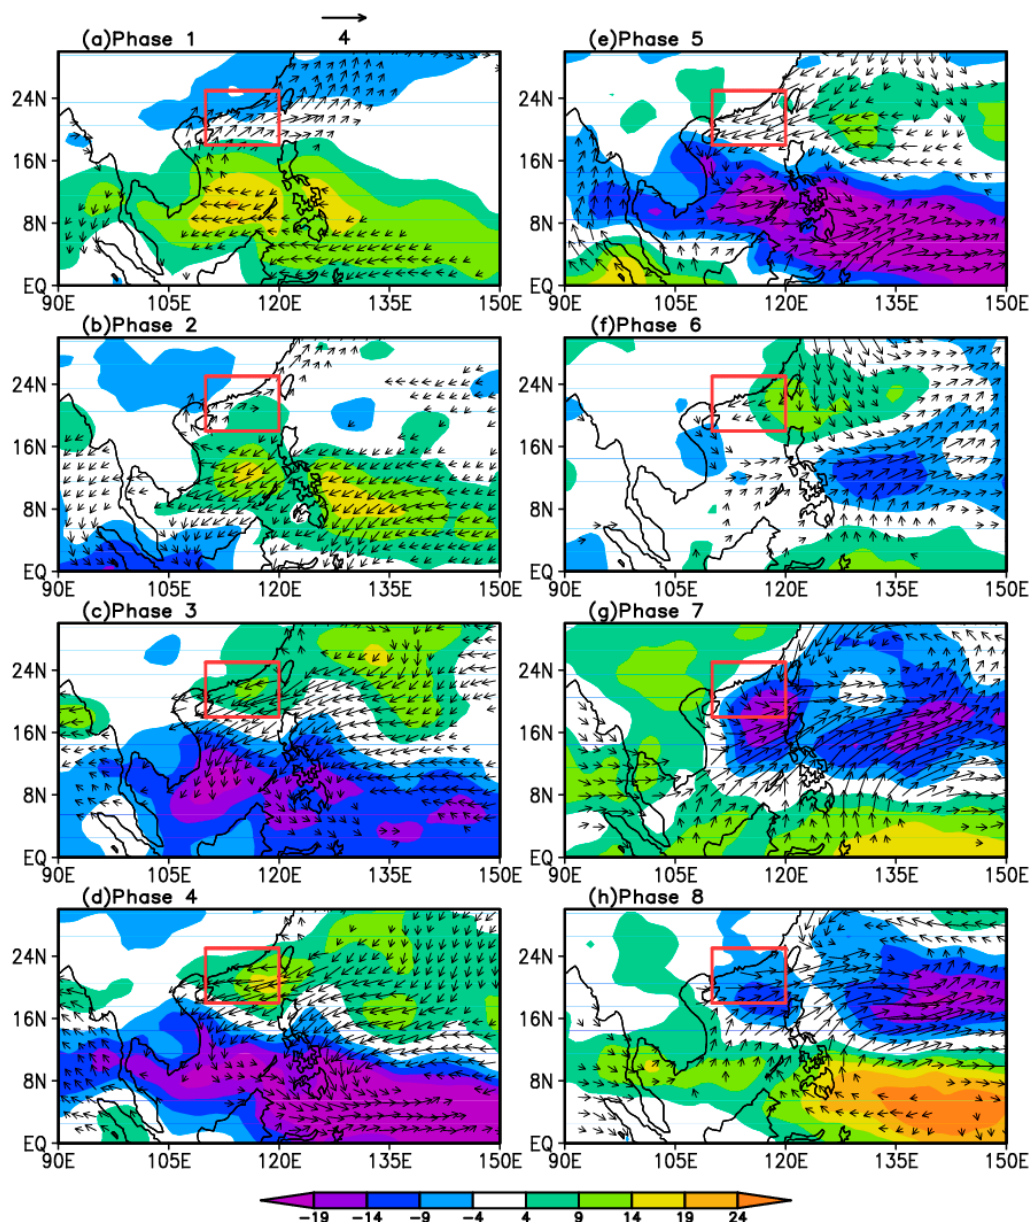 4
(a)Phase 1
24N
16N
8N
EQ
90E 105E 120E 135E 150E
(b)Phase 2
24N
16N
8N
EQ
90E 105E 120E 135E 150E
(c)Phase 3
24N
16N
8N
EQ
90E 105E 120E 135E 150E
(d)Phase 4
24N
16N
8N
EQ
90E 105E 120E 135E 150E
(e)Phase 5
24N
16N
8N
EQ
90E 105E 120E 135E 150E
(f)Phase 6
24N
16N
8N
EQ
90E 105E 120E 135E 150E
(g)Phase 7
24N
16N
8N
EQ
90E 105E 120E 135E 150E
(h)Phase 8
24N
16N
8N
EQ
90E 105E 120E 135E 150E
−19 −14 −9 −4 4 9 14 19 24